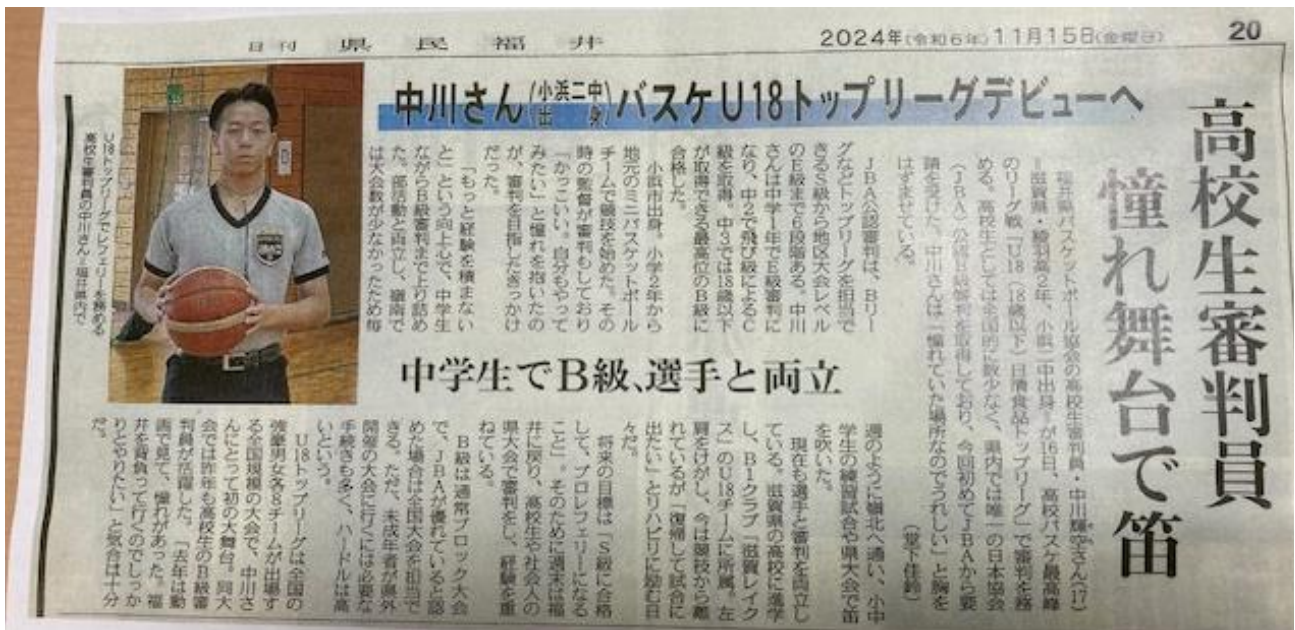 日刊 県民福井
2024年(令和6年)11月15日(金曜日)
20
高校生審判員
憧れ舞台で笛
中川さん(小浜二中出身)バスケU18トップリーグデビューへ
福井県バスケットボール協会の高校生審判員・中川輝空さん(17)
=滋賀県・綾羽高2年、小浜二中出身=が16日、高校バスケ最高峰
のリーグ戦「U18(18歳以下)日清食品トップリーグ」で審判を務
める。高校生としては全国的に数少なく、県内では唯一の日本協会
(JBA)公認B級審判を取得しており、今回初めてJBAから要
請を受けた。中川さんは「憧れていた場所なのでうれしい」と胸を
はずませている。
(堂下佳鈴)
JBA公認審判は、Bリー
グなどトップリーグを担当で
きるS級から地区大会レベル
のE級まで6段階ある。中川
さんは中学1年でE級審判に
なり、中2で飛び級によるC
級を取得。中3では18歳以下
が取得できる最高位のB級に
合格した。
小浜市出身。小学2年から
地元のミニバスケットボール
チームで競技を始めた。その
時の監督が審判もしており
「かっこいい。自分もやって
みたい」と憧れを抱いたの
が、審判を目指したきっかけ
だった。
「もっと経験を積まない
と」という向上心で、中学生
ながらB級審判まで上り詰め
た。部活動と両立し、嶺南で
は大会数が少なかったため毎
中学生でB級、選手と両立
週のように嶺北へ通い、小中
学生の練習試合や県大会で笛
を吹いた。
現在も選手と審判を両立し
ている。滋賀県の高校に進学
し、B1クラブ「滋賀レイク
ス」のU18チームに所属。左
肩をけがし、今は競技から離
れているが「復帰して試合に
出たい」とリハビリに励む日
々だ。
将来の目標は「S級に合格
して、プロレフェリーになる
こと」。そのために週末は福
井に戻り、高校生や社会人の
県大会で審判をし、経験を重
ねている。
B級は通常ブロック大会
で、JBAが優れていると認
めた場合は全国大会を担当で
きる。ただ、未成年者が県外
開催の大会に行くには必要な
手続きも多く、ハードルは高
いという。
U18トップリーグは全国の
強豪男女各8チームが出場す
る全国規模の大会で、中川さ
んにとって初の大舞台。同大
会では昨年も高校生のB級審
判員が活躍した。「去年は動
画で見て、憧れがあった。福
井を背負って行くのでしっか
りとやりたい」と気合は十分
だ。
U18トップリーグでレフェリーを務める
高校生審判員の中川さん=福井県内で